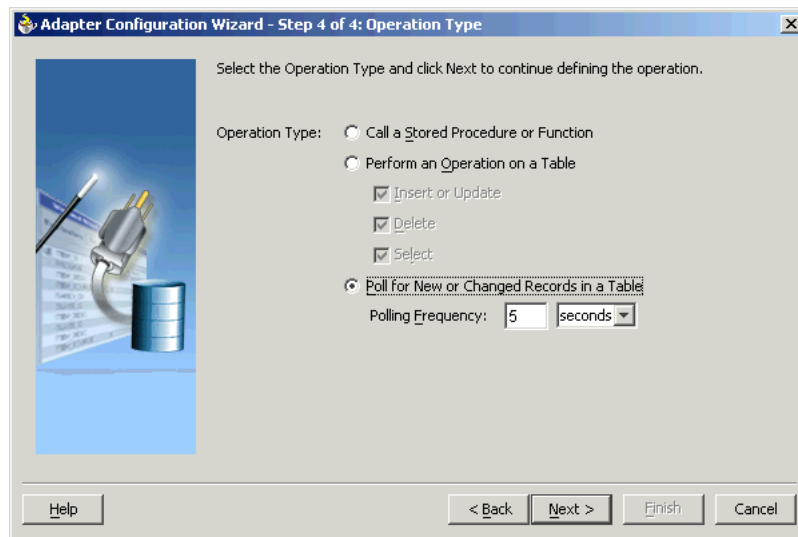 Adapter Configuration Wizard - Step 4 of 4: Operation Type
Select the Operation Type and click Next to continue defining the operation.
Operation Type:
Call a Stored Procedure or Function
Perform an Operation on a Table
Insert or Update
Delete
Select
Poll for New or Changed Records in a Table
Polling Frequency: 5 seconds
Help
< Back
Next >
Finish
Cancel